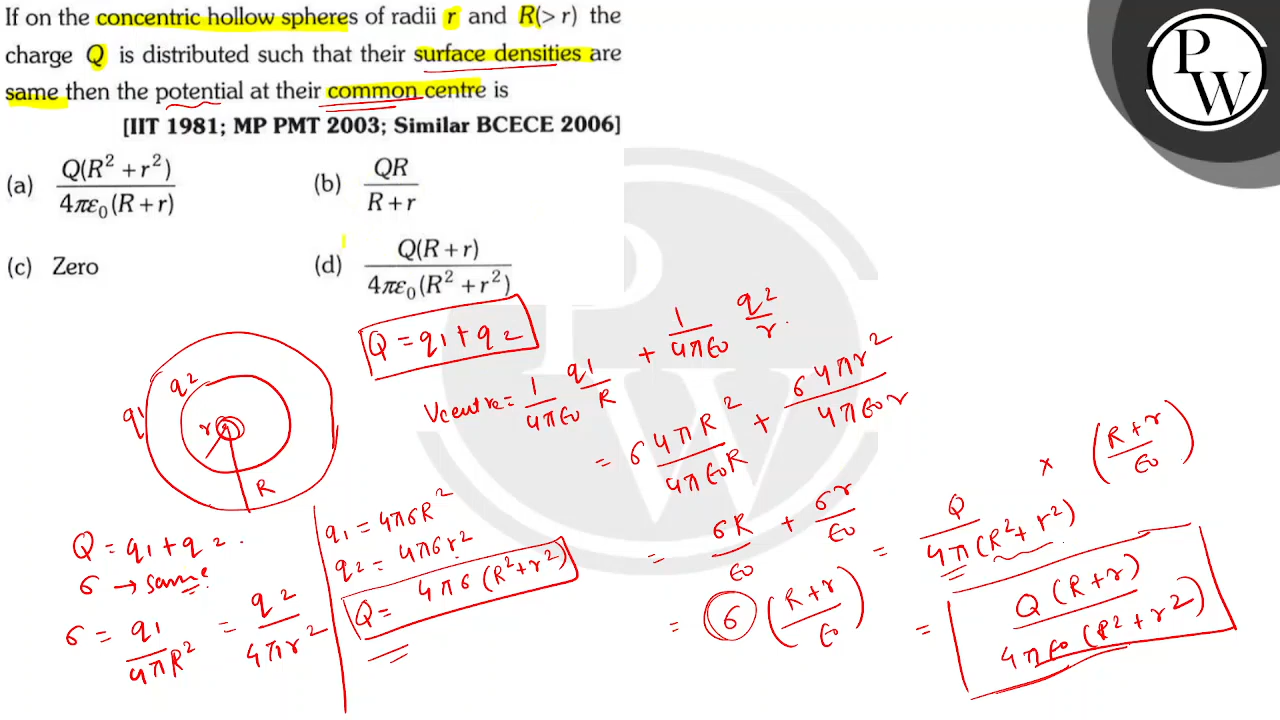 If on the concentric hollow spheres of radii r and R(> r) the
charge Q is distributed such that their surface densities are
same then the potential at their common centre is
[IIT 1981; MP PMT 2003; Similar BCECE 2006]
(a) Q(R² + r²) / 4πε₀(R + r)
(b) QR / R + r
(c) Zero
(d) Q(R + r) / 4πε₀(R² + r²)
P
W
Q = q1 + q2
q1
q2
r
R
Vcentre = 1/4πε0 q1/R + 1/4πε0 q2/r
= σ 4πR²/4πε0R + σ 4πr²/4πε0r
= σR/ε0 + σr/ε0
= σ (R+r/ε0)
= Q/4π(R²+r²) × (R+r/ε0)
= Q(R+r)/4πε0(R²+r²)
Q = q1 + q2.
σ → same
σ = q1/4πR² = q2/4πr²
q1 = 4πσR²
q2 = 4πσr²
Q = 4πσ(R²+r²)